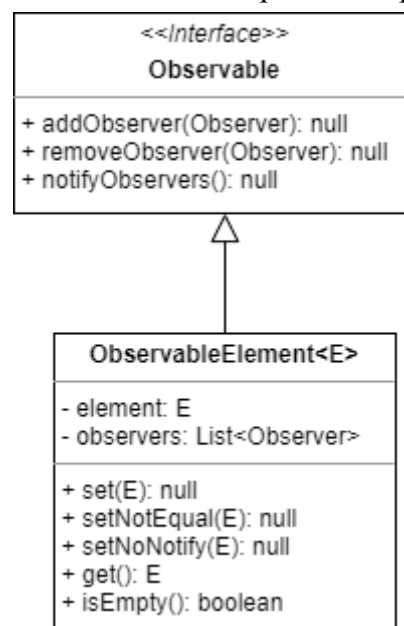 <<Interface>>
Observable
+ addObserver(Observer): null
+ removeObserver(Observer): null
+ notifyObservers(): null
ObservableElement<E>
- element: E
- observers: List<Observer>
+ set(E): null
+ setNotEqual(E): null
+ setNoNotify(E): null
+ get(): E
+ isEmpty(): boolean